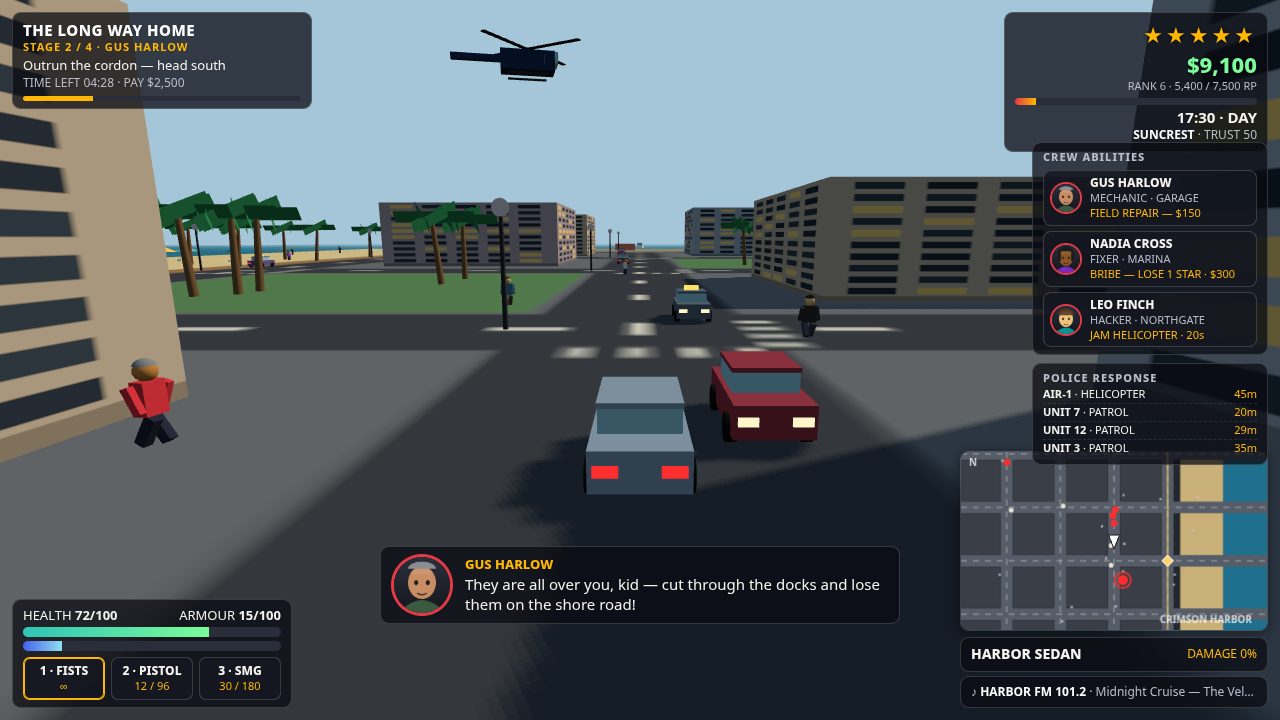 THE LONG WAY HOME
STAGE 2 / 4 · GUS HARLOW
Outrun the cordon — head south
TIME LEFT 04:28 · PAY $2,500
★ ★ ★ ★ ★
$9,100
RANK 6 · 5,400 / 7,500 RP
17:30 · DAY
SUNCREST · TRUST 50
CREW ABILITIES
GUS HARLOW
MECHANIC · GARAGE
FIELD REPAIR — $150
NADIA CROSS
FIXER · MARINA
BRIBE — LOSE 1 STAR · $300
LEO FINCH
HACKER · NORTHGATE
JAM HELICOPTER · 20s
POLICE RESPONSE
AIR-1 · HELICOPTER 45m
UNIT 7 · PATROL 20m
UNIT 12 · PATROL 29m
UNIT 3 · PATROL 35m
N
CRIMSON HARBOR
GUS HARLOW
They are all over you, kid — cut through the docks and lose
them on the shore road!
HEALTH 72/100 ARMOUR 15/100
1 · FISTS
∞
2 · PISTOL
12 / 96
3 · SMG
30 / 180
HARBOR SEDAN DAMAGE 0%
♪ HARBOR FM 101.2 · Midnight Cruise — The Vel…